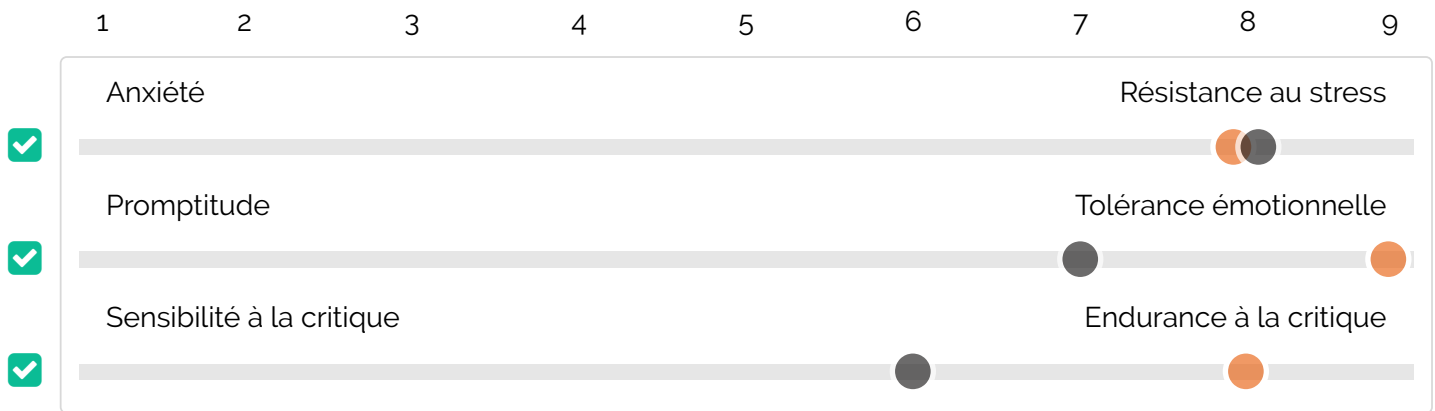 1 2 3 4 5 6 7 8 9
Anxiété Résistance au stress
Promptitude Tolérance émotionnelle
Sensibilité à la critique Endurance à la critique